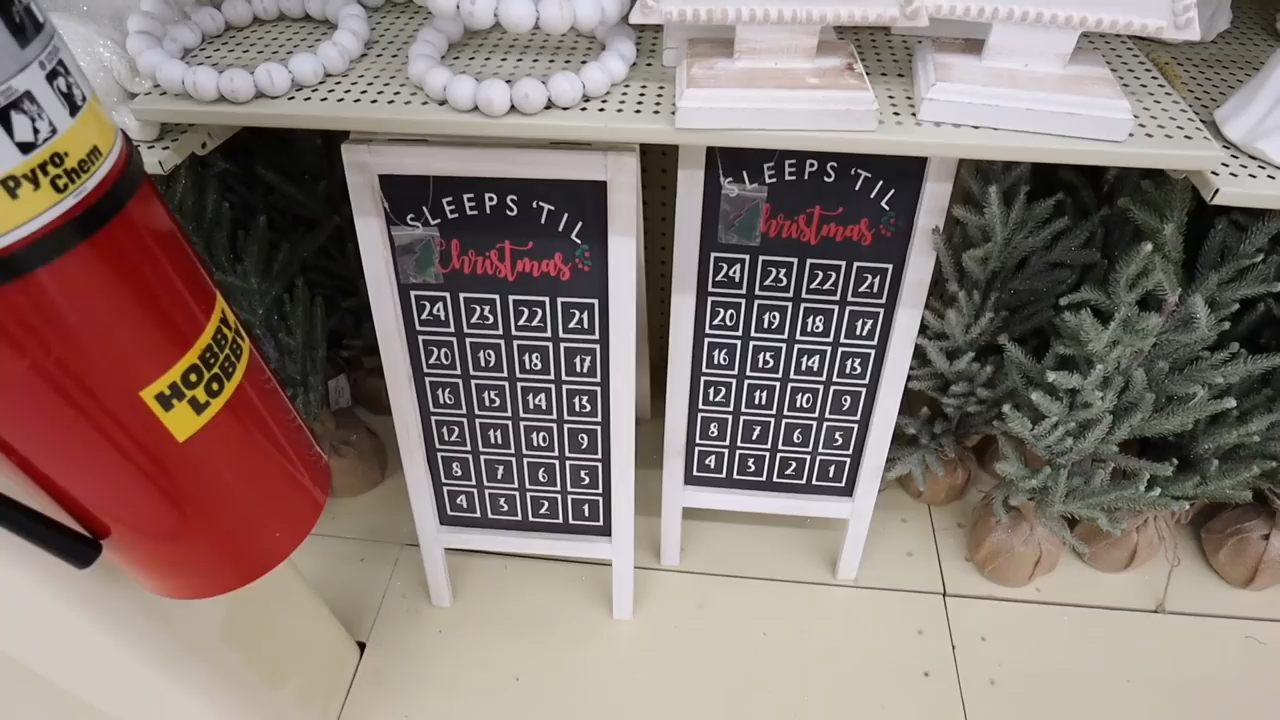 Pyro-
Chem
HOBBY
LOBBY
SLEEPS 'TIL
Christmas
24 23 22 21
20 19 18 17
16 15 14 13
12 11 10 9
8 7 6 5
4 3 2 1
SLEEPS 'TIL
Christmas
24 23 22 21
20 19 18 17
16 15 14 13
12 11 10 9
8 7 6 5
4 3 2 1